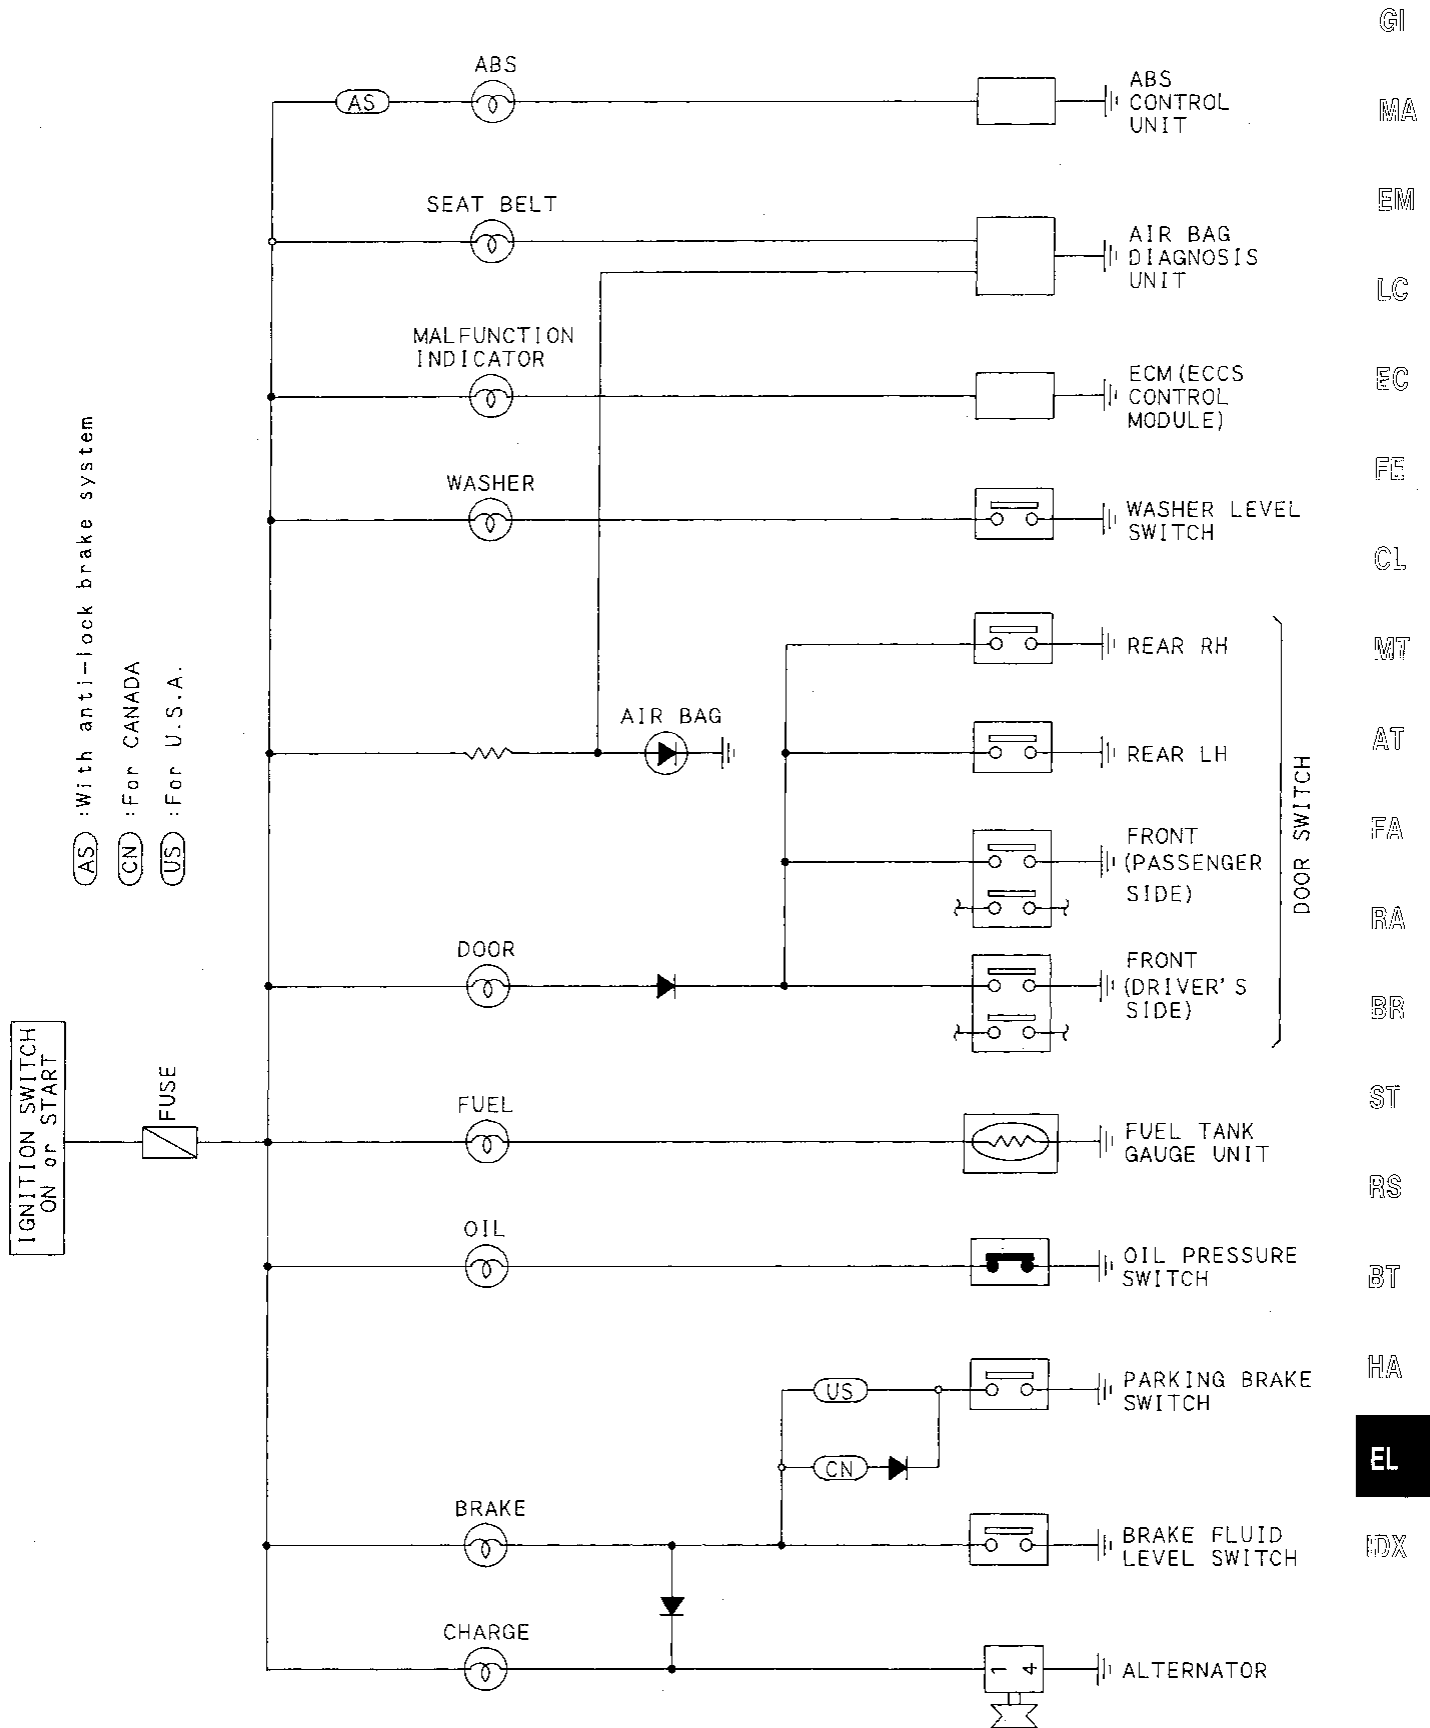 GI
MA
EM
LC
EC
FE
CL
MT
AT
FA
RA
BR
ST
RS
BT
HA
EL
IDX
ABS
AS
ABS
CONTROL
UNIT
SEAT BELT
AIR BAG
DIAGNOSIS
UNIT
MALFUNCTION
INDICATOR
ECM(ECCS
CONTROL
MODULE)
WASHER
WASHER LEVEL
SWITCH
REAR RH
AIR BAG
REAR LH
FRONT
(PASSENGER
SIDE)
DOOR
FRONT
(DRIVER'S
SIDE)
DOOR SWITCH
AS :With anti-lock brake system
CN :For CANADA
US :For U.S.A.
IGNITION SWITCH
ON or START
FUSE
FUEL
FUEL TANK
GAUGE UNIT
OIL
OIL PRESSURE
SWITCH
US
PARKING BRAKE
SWITCH
CN
BRAKE
BRAKE FLUID
LEVEL SWITCH
CHARGE
1 4
ALTERNATOR